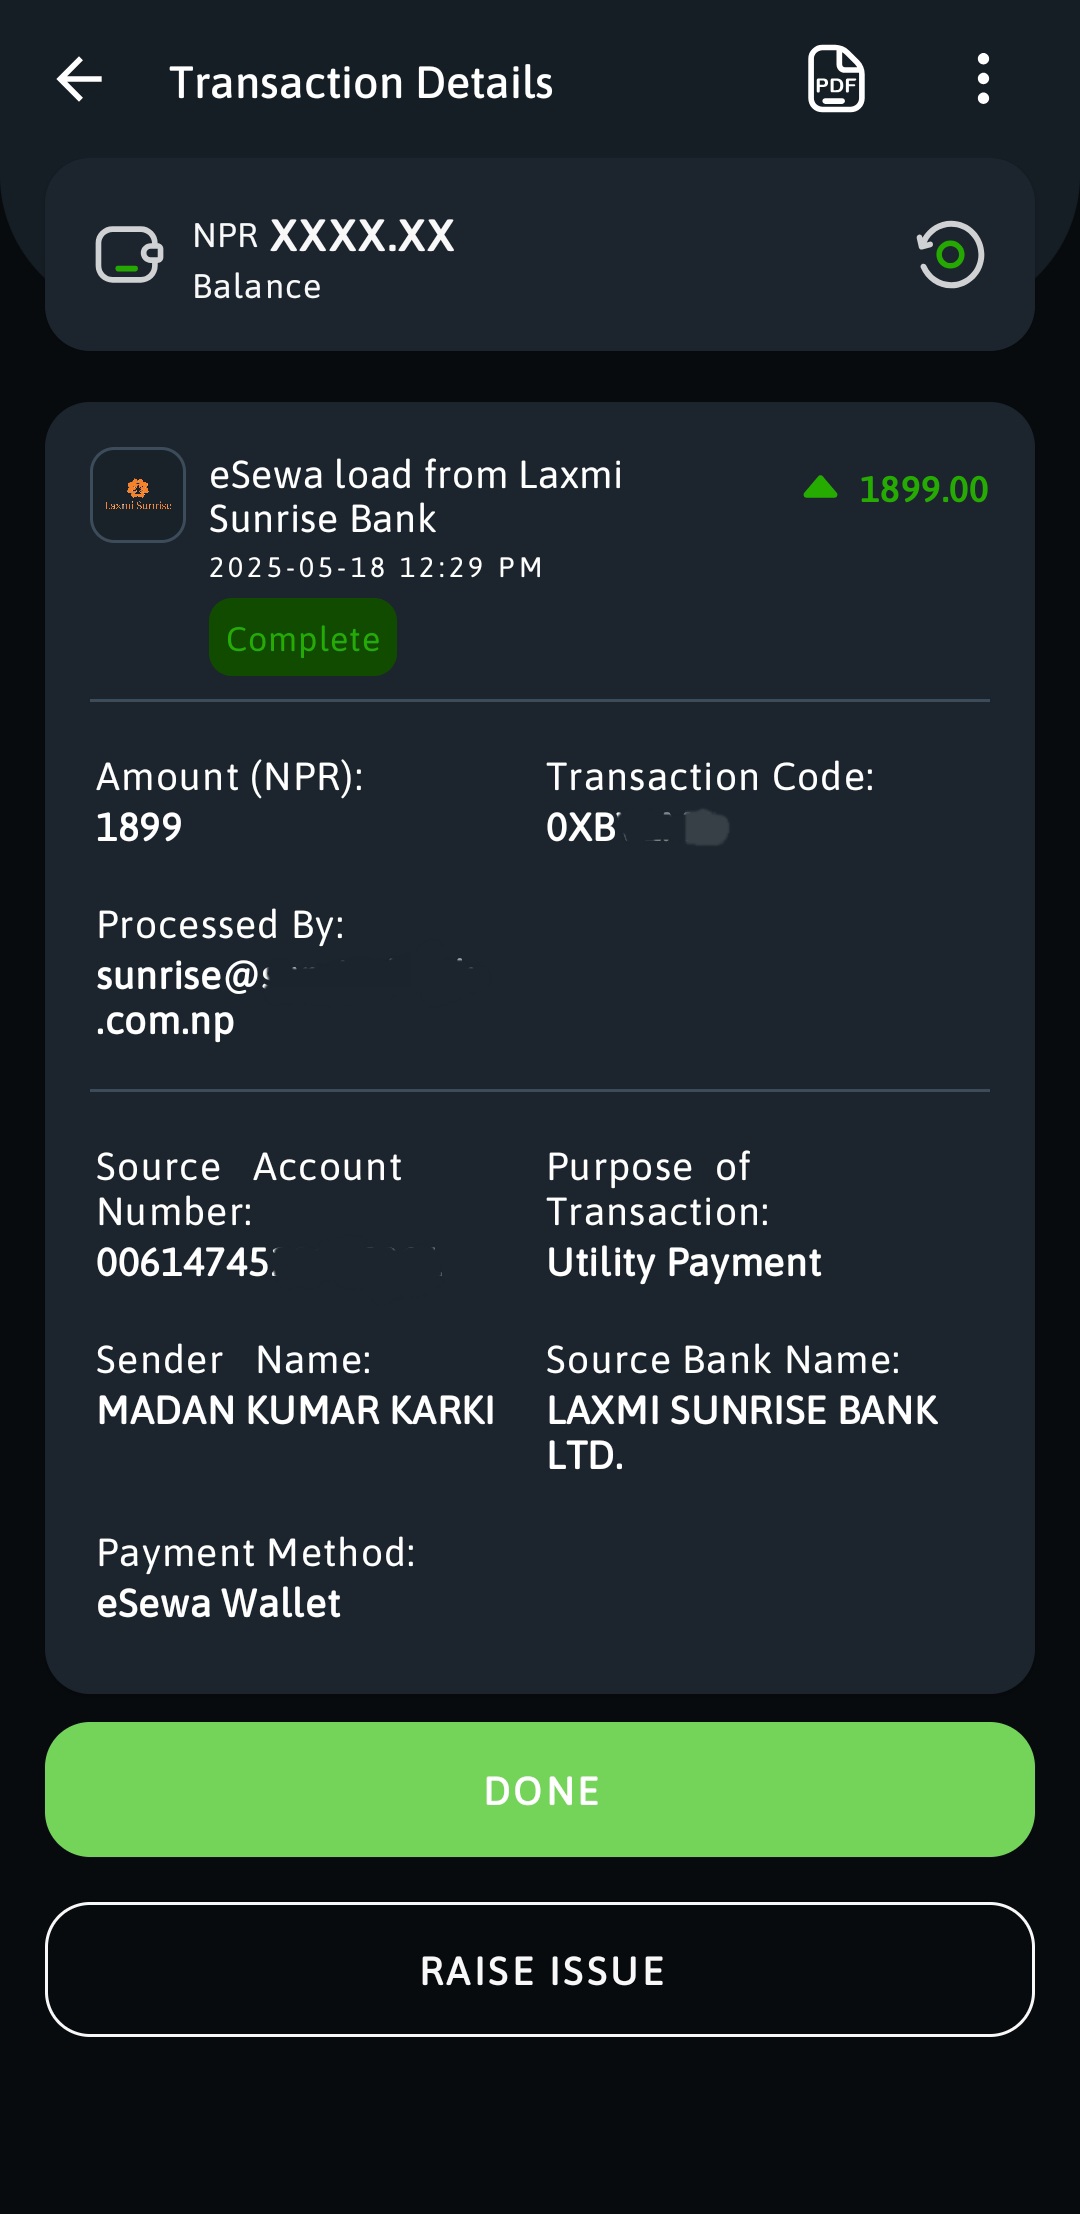 Transaction Details
PDF
NPR XXXX.XX
Balance
Laxmi Sunrise
eSewa load from Laxmi
Sunrise Bank
1899.00
2025-05-18 12:29 PM
Complete
Amount (NPR):
Transaction Code:
1899
0XB
Processed By:
sunrise@
.com.np
Source Account
Number:
Purpose of
Transaction:
00614745
Utility Payment
Sender Name:
Source Bank Name:
MADAN KUMAR KARKI
LAXMI SUNRISE BANK
LTD.
Payment Method:
eSewa Wallet
DONE
RAISE ISSUE